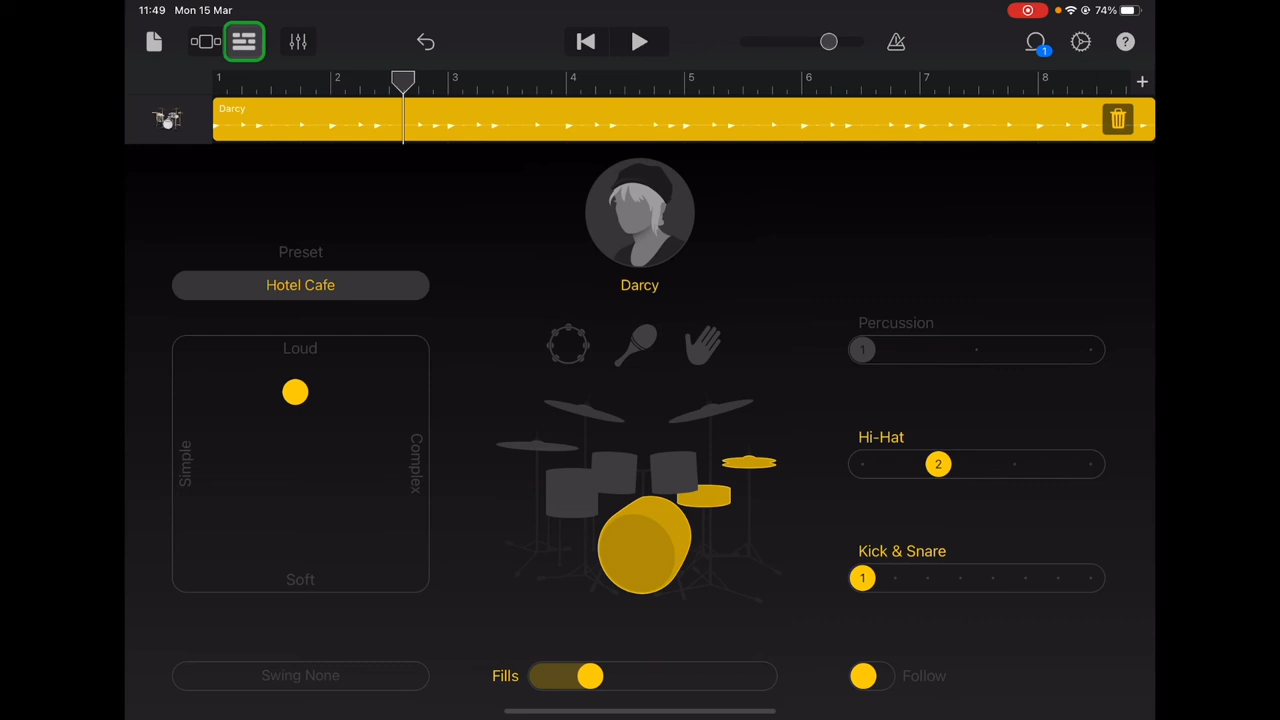 11:49 Mon 15 Mar
74%
1
?
1 2 3 4 5 6 7 8 +
Darcy
Preset
Hotel Cafe
Darcy
Loud
Simple
Complex
Soft
Percussion
1
Hi-Hat
2
Kick & Snare
1
Swing None
Fills
Follow